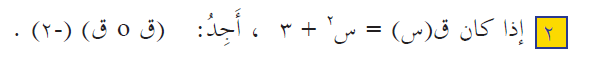 ٢ إذا كان ق(س) = س٢ + ٣ ، أَجِدُ: (ق o ق) (-٢) .